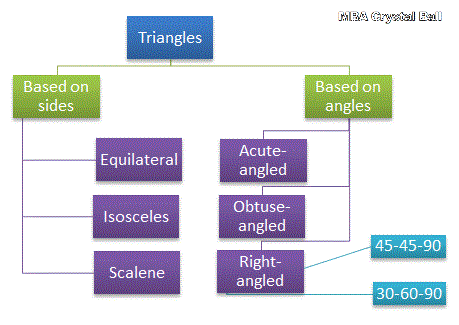 MBA Crystal Ball
Triangles
Based on
sides
Based on
angles
Equilateral
Isosceles
Scalene
Acute-
angled
Obtuse-
angled
Right-
angled
45-45-90
30-60-90